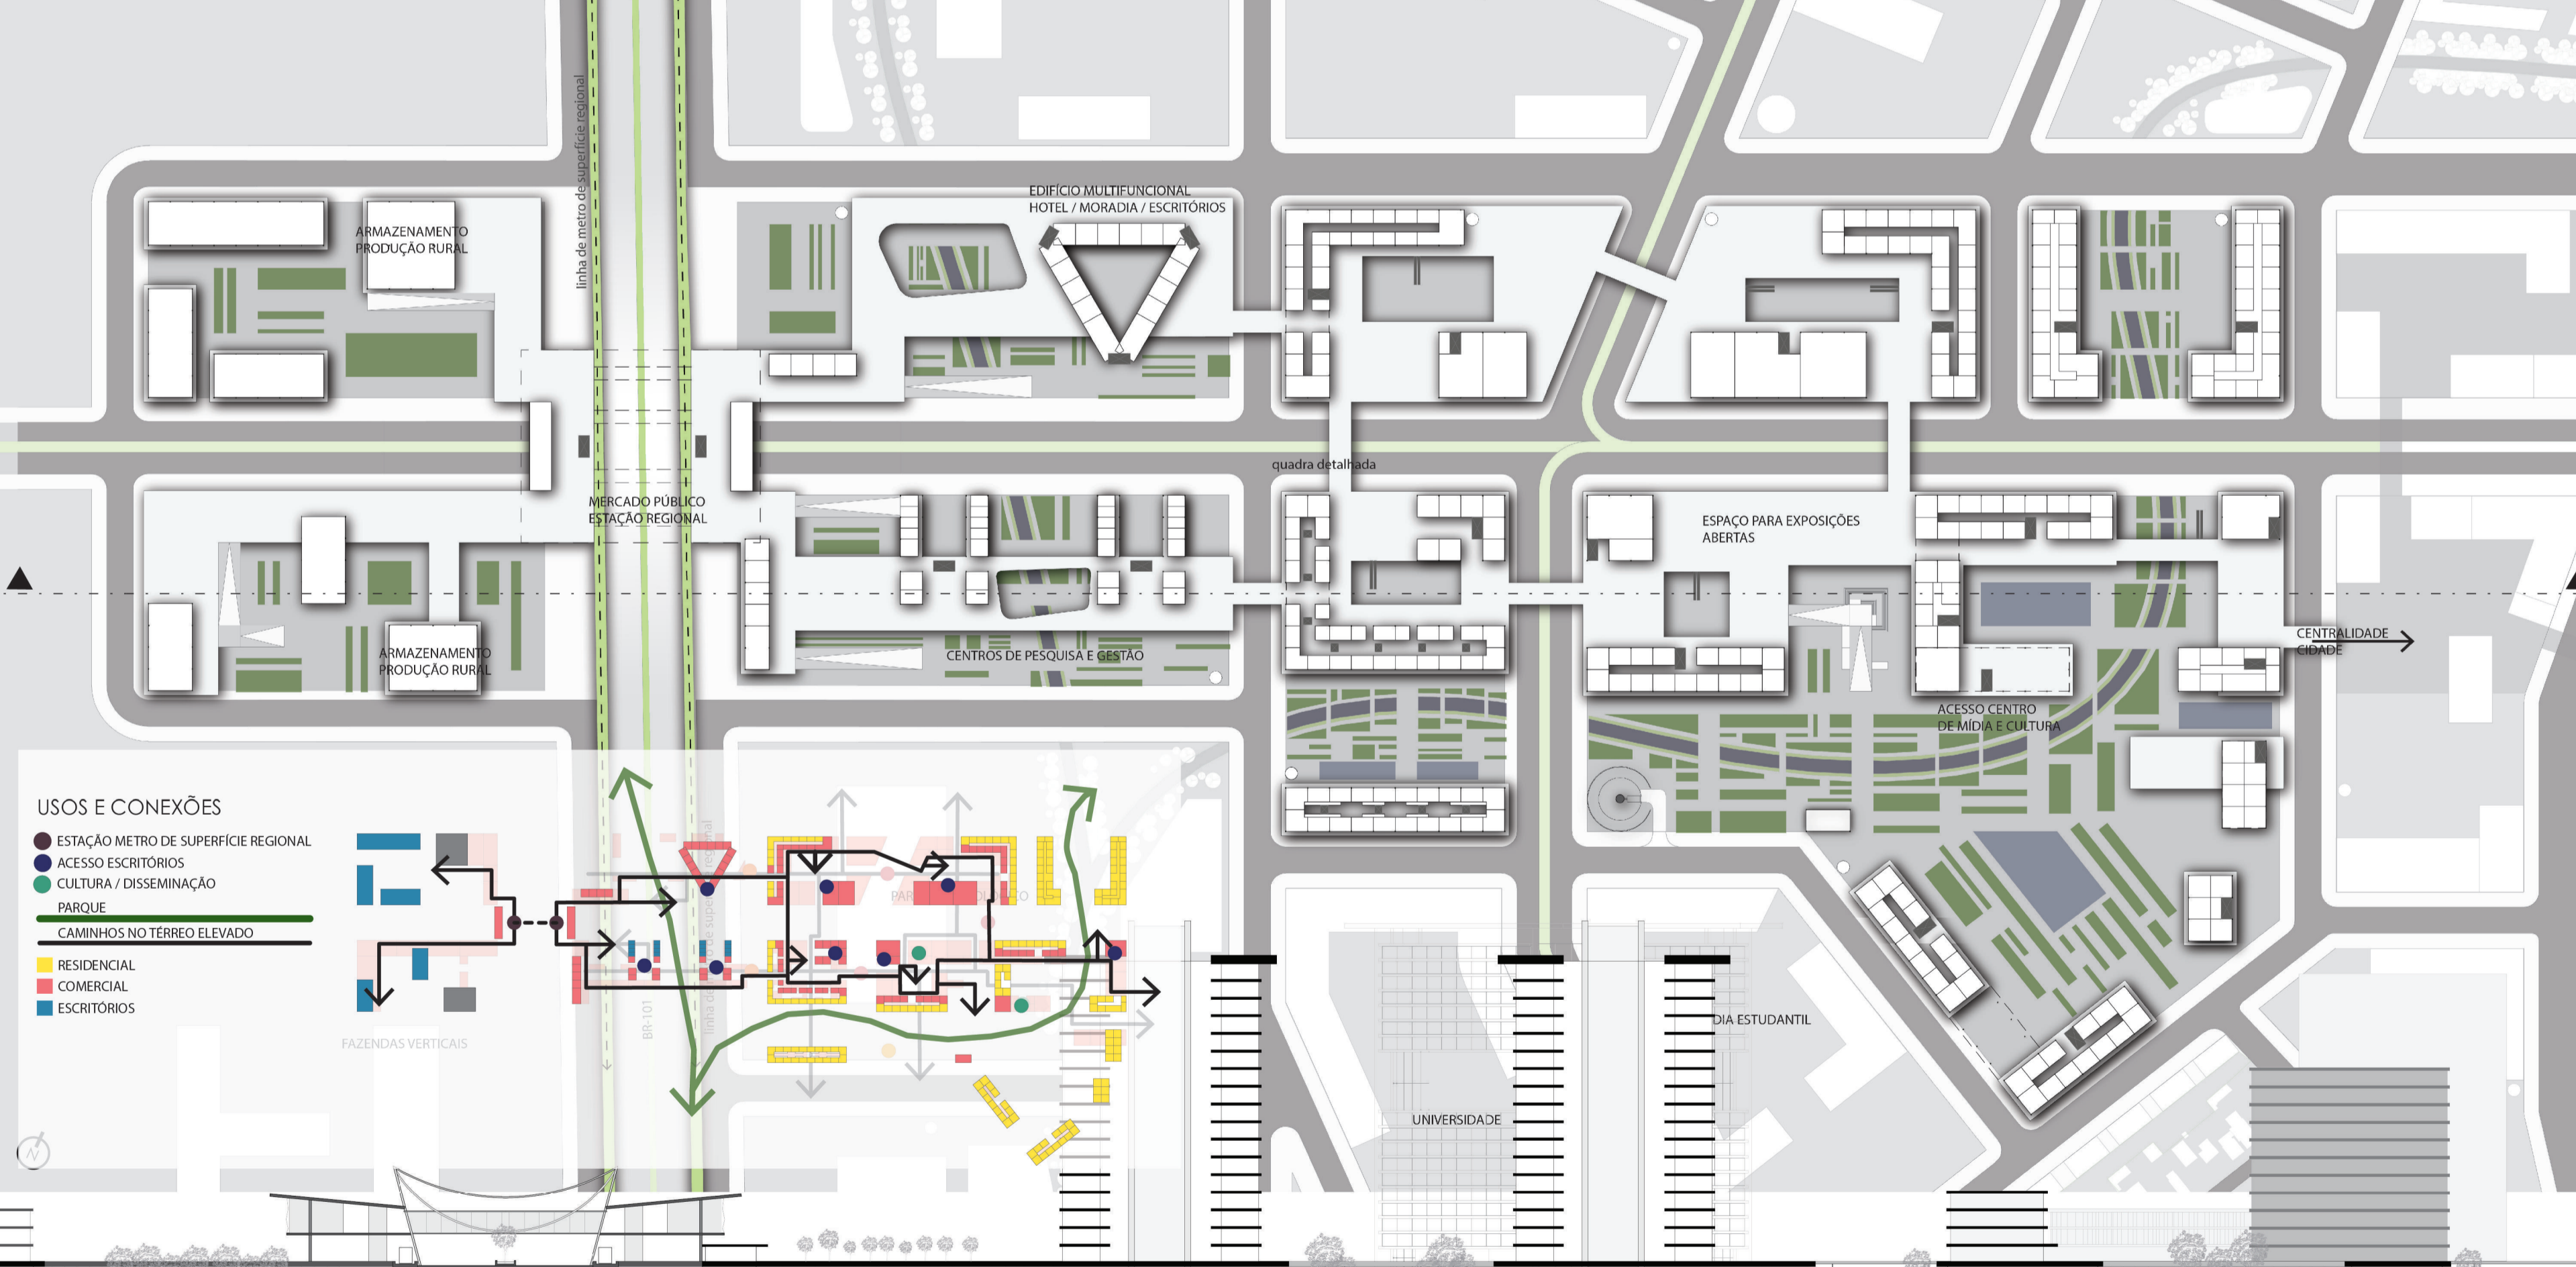 linha de metro de superfície regional
EDIFÍCIO MULTIFUNCIONAL
HOTEL / MORADIA / ESCRITÓRIOS
ARMAZENAMENTO
PRODUÇÃO RURAL
quadra detalhada
MERCADO PÚBLICO
ESTAÇÃO REGIONAL
ESPAÇO PARA EXPOSIÇÕES
ABERTAS
ARMAZENAMENTO
PRODUÇÃO RURAL
CENTROS DE PESQUISA E GESTÃO
CENTRALIDADE
CIDADE
ACESSO CENTRO
DE MÍDIA E CULTURA
USOS E CONEXÕES
ESTAÇÃO METRO DE SUPERFÍCIE REGIONAL
ACESSO ESCRITÓRIOS
CULTURA / DISSEMINAÇÃO
PARQUE
CAMINHOS NO TÉRREO ELEVADO
RESIDENCIAL
COMERCIAL
ESCRITÓRIOS
FAZENDAS VERTICAIS
BR-101
DIA ESTUDANTIL
UNIVERSIDADE
N